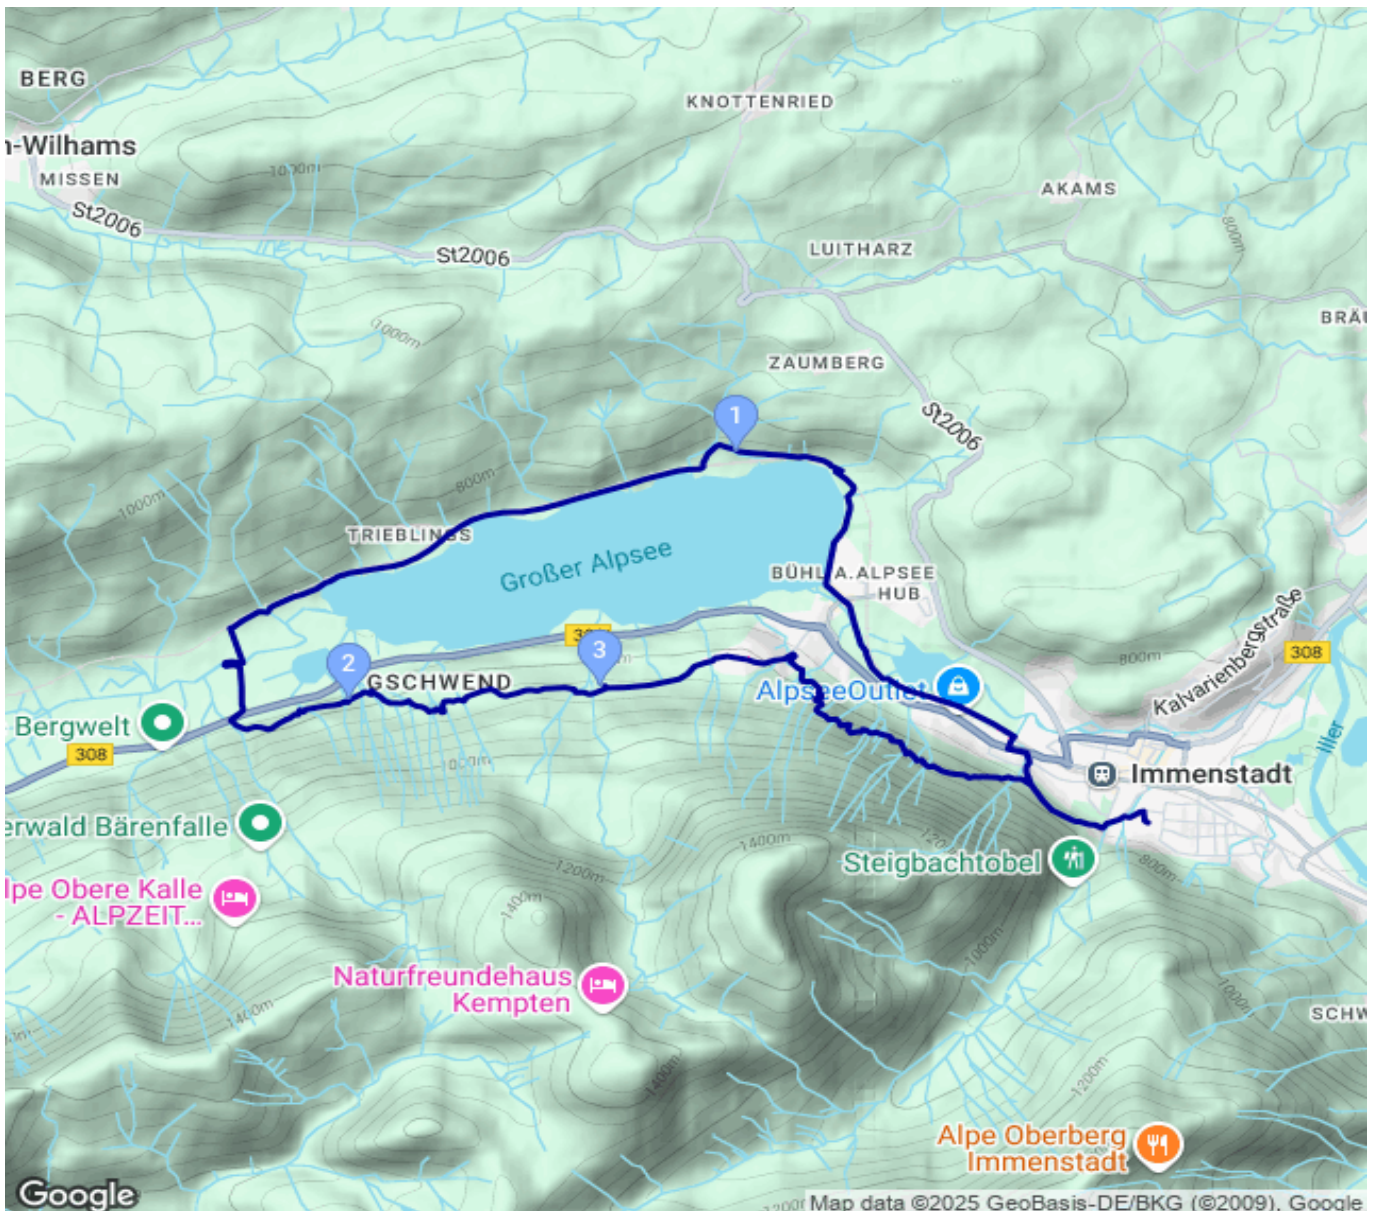 BERG
KNOTTENRIED
n-Wilhams
1000m
MISSEN
AKAMS
St2006
800m
St2006
LUITHARZ
1000m
ZAUMBERG
1
St2006
800m
1000m
TRIEBLINGS
Großer Alpsee
BÜHL A.ALPSEE
HUB
Kalvarienbergstraße
3
308
800m
2
GSCHWEND
AlpseeOutlet
Bergwelt
308
1000m
Iller
Immenstadt
erwald Bärenfalle
1400m
800m
Steigbachtobel
1200m
lpe Obere Kalle
- ALPZEIT...
1400m
1000m
Naturfreundehaus
Kempten
1000m
1400m
SCHW
1400m
1200m
Alpe Oberberg
Immenstadt
Google
Map data ©2025 GeoBasis-DE/BKG (©2009), Google